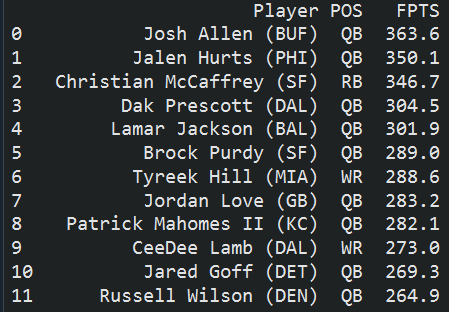 Player POS FPTS
0 Josh Allen (BUF) QB 363.6
1 Jalen Hurts (PHI) QB 350.1
2 Christian McCaffrey (SF) RB 346.7
3 Dak Prescott (DAL) QB 304.5
4 Lamar Jackson (BAL) QB 301.9
5 Brock Purdy (SF) QB 289.0
6 Tyreek Hill (MIA) WR 288.6
7 Jordan Love (GB) QB 283.2
8 Patrick Mahomes II (KC) QB 282.1
9 CeeDee Lamb (DAL) WR 273.0
10 Jared Goff (DET) QB 269.3
11 Russell Wilson (DEN) QB 264.9